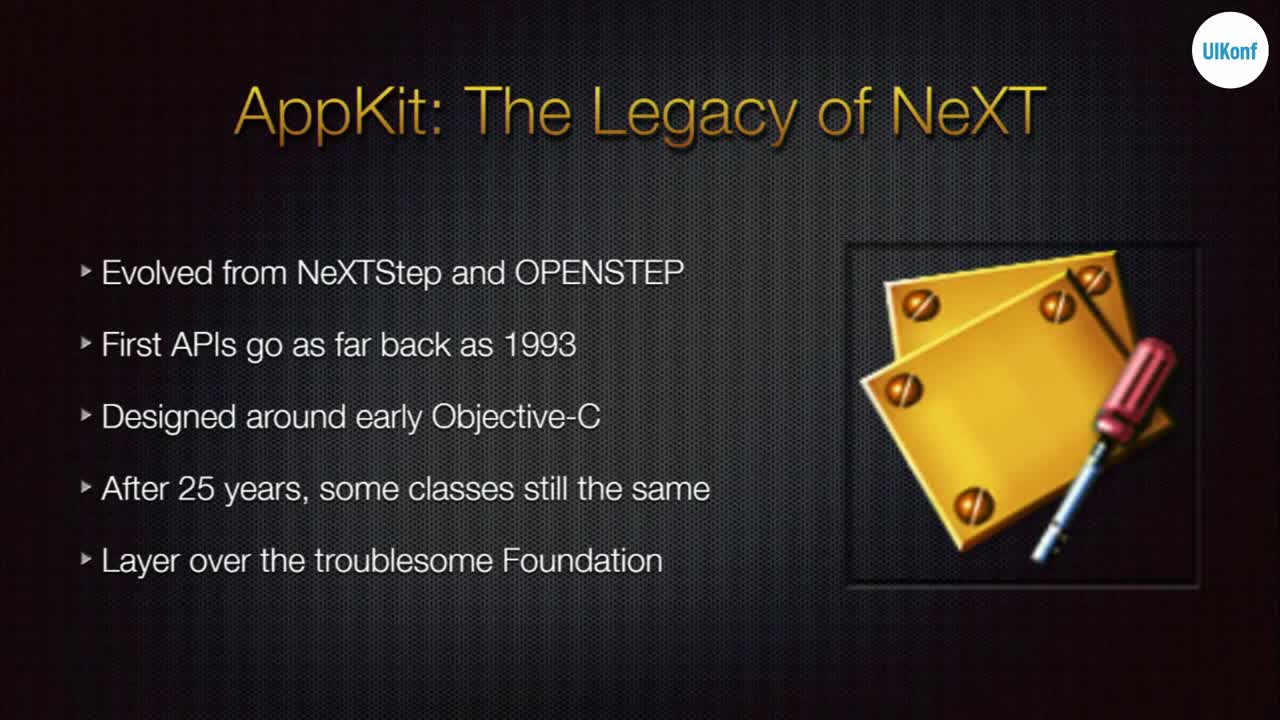 UIKonf
AppKit: The Legacy of NeXT
Evolved from NeXTStep and OPENSTEP
First APIs go as far back as 1993
Designed around early Objective-C
After 25 years, some classes still the same
Layer over the troublesome Foundation